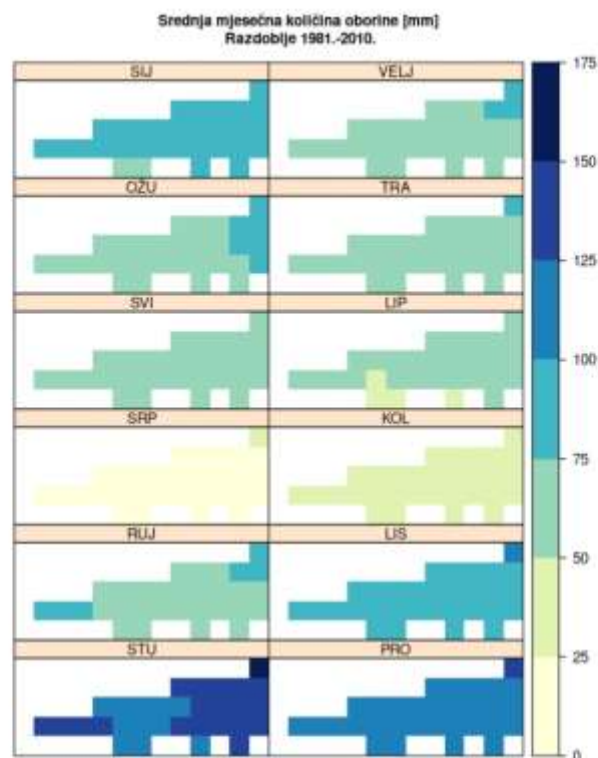 Srednja mjesečna količina oborine [mm]
Razdoblje 1981.-2010.
SIJ
VELJ
OŽU
TRA
SVI
LIP
SRP
KOL
RUJ
LIS
STU
PRO
175
150
125
100
75
50
25
0